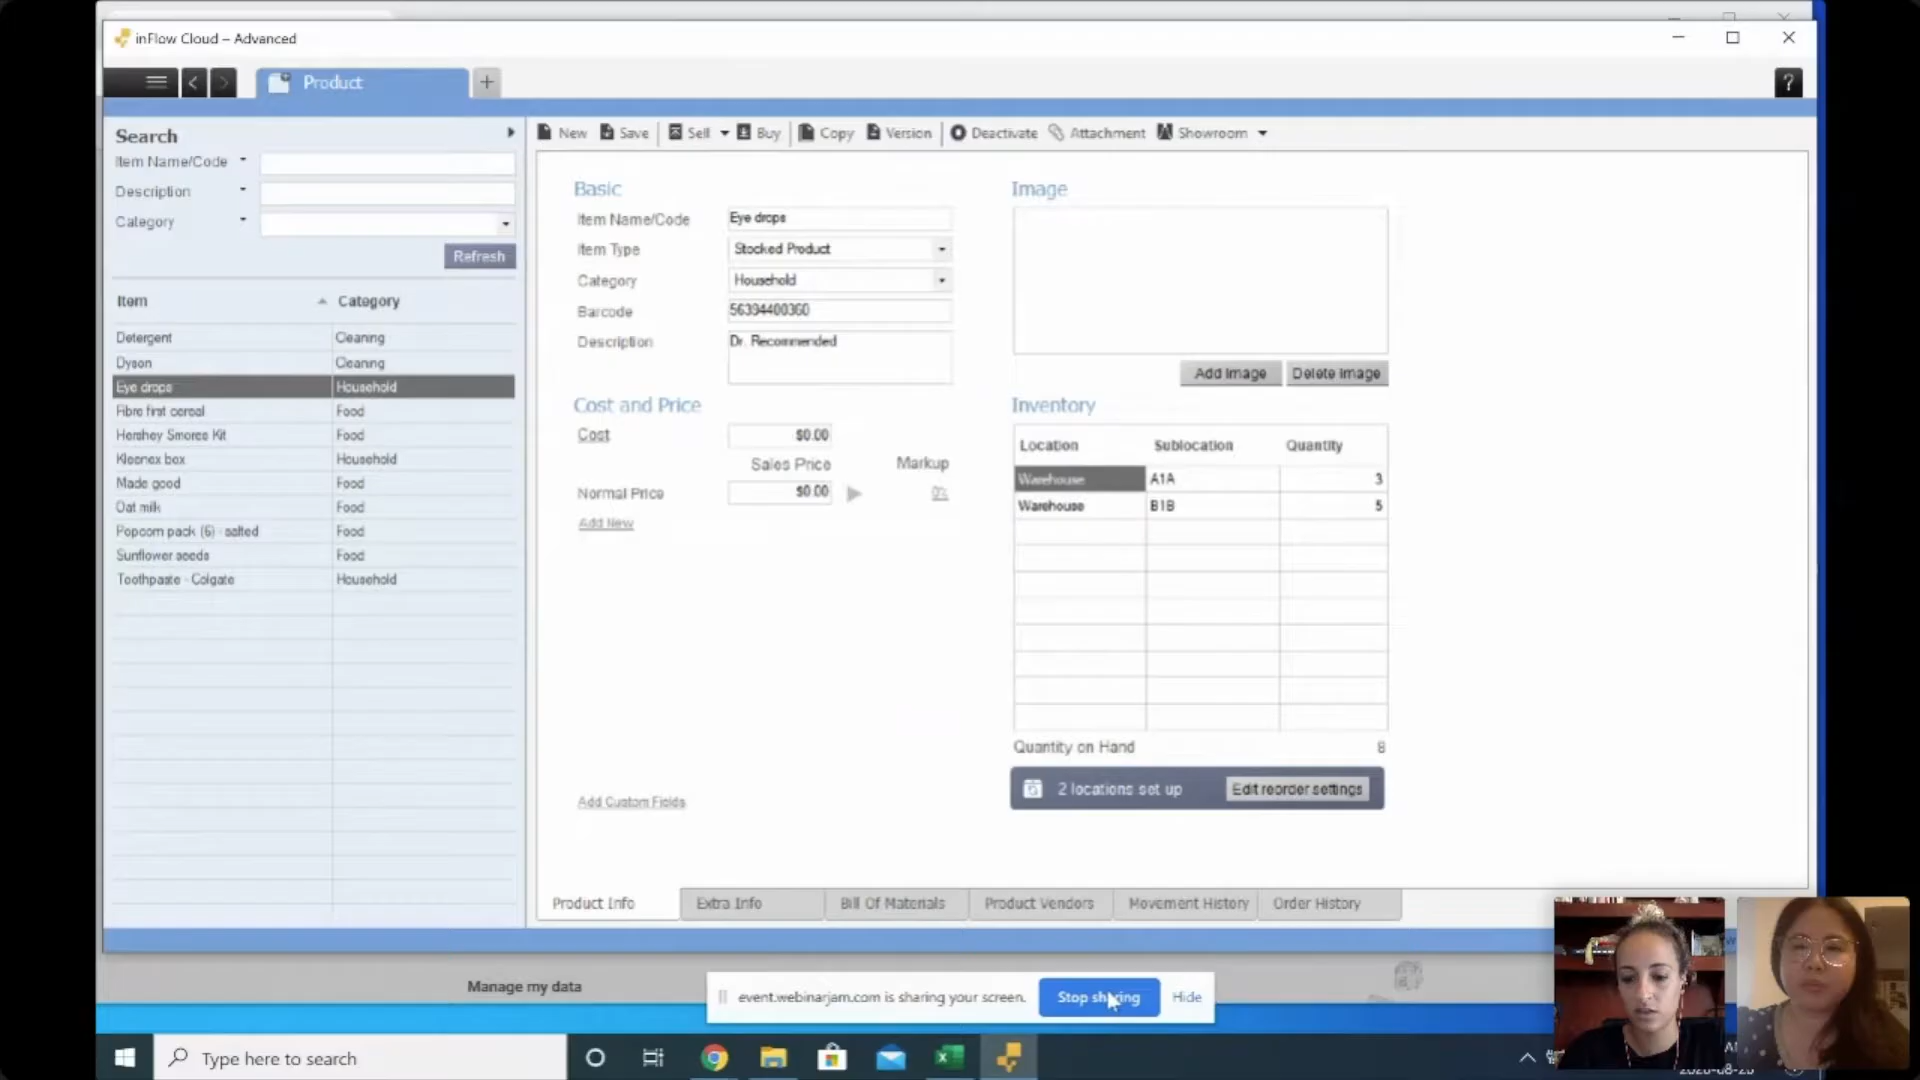 inFlow Cloud – Advanced
Product
+
?
Search
Item Name/Code
Description
Category
Refresh
Item Category
Detergent Cleaning
Dyson Cleaning
Eye drops Household
Fibre first cereal Food
Hershey Smores Kit Food
Kleenex box Household
Made good Food
Oat milk Food
Popcorn pack (6) - salted Food
Sunflower seeds Food
Toothpaste - Colgate Household
New Save Sell Buy Copy Version Deactivate Attachment Showroom
Basic
Item Name/Code Eye drops
Item Type Stocked Product
Category Household
Barcode 56394400360
Description Dr. Recommended
Cost and Price
Cost $0.00
Sales Price Markup
Normal Price $0.00 0%
Add New
Add Custom Fields
Image
Add Image Delete Image
Inventory
Location Sublocation Quantity
Warehouse A1A 3
Warehouse B1B 5
Quantity on Hand 8
2 locations set up Edit reorder settings
Product Info Extra Info Bill Of Materials Product Vendors Movement History Order History
Manage my data
event.webinarjam.com is sharing your screen. Stop sharing Hide
Type here to search